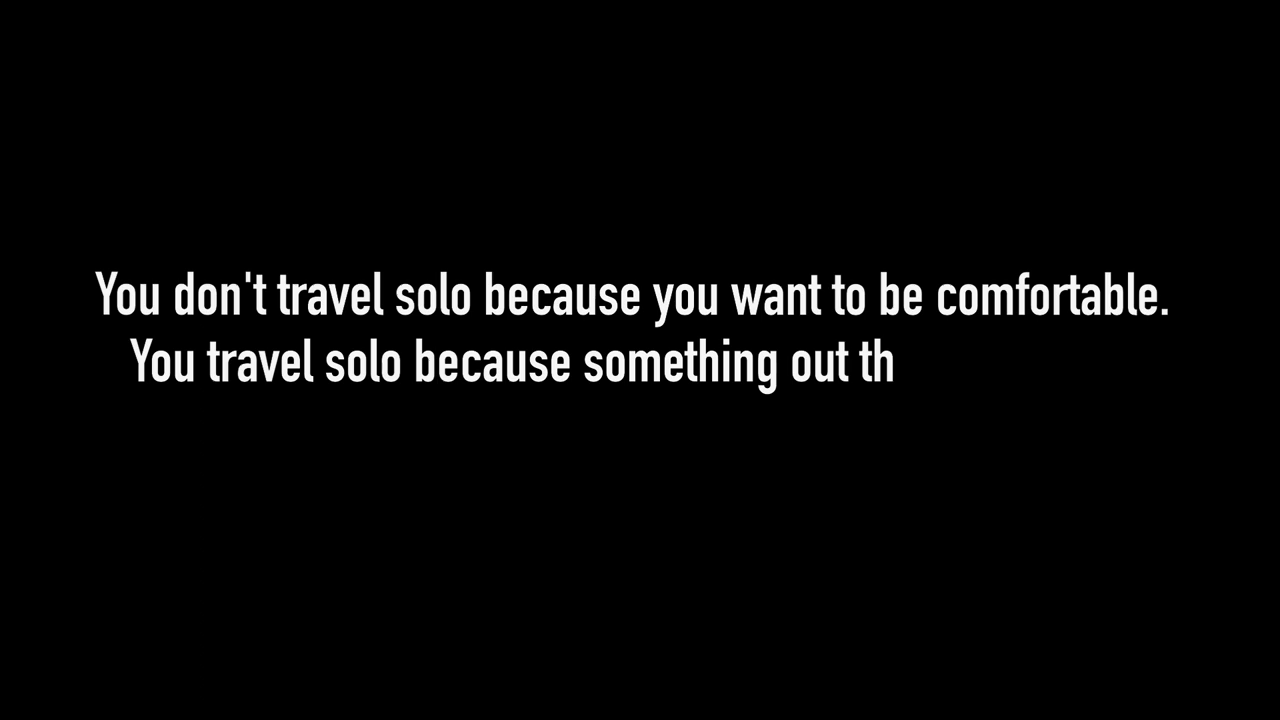 You don't travel solo because you want to be comfortable.
You travel solo because something out th